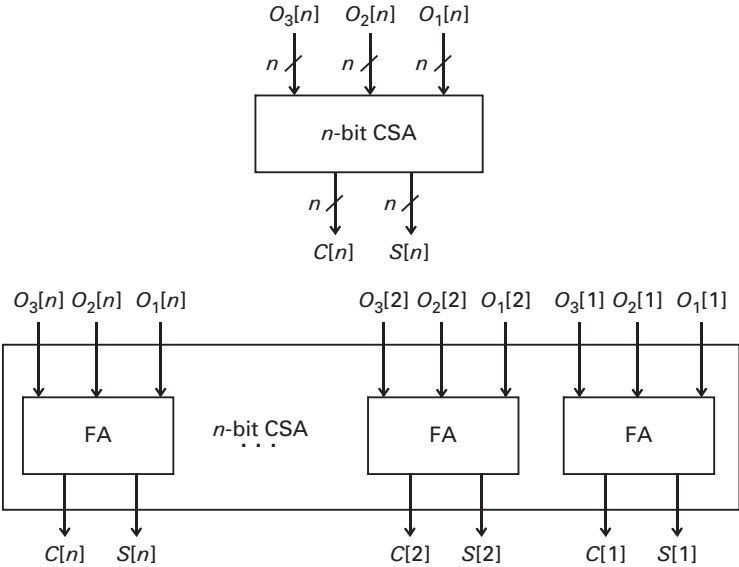 O₃[n] O₂[n] O₁[n]
n n n
n-bit CSA
n n
C[n] S[n]
O₃[n] O₂[n] O₁[n] O₃[2] O₂[2] O₁[2] O₃[1] O₂[1] O₁[1]
FA n-bit CSA FA FA
. . .
C[n] S[n] C[2] S[2] C[1] S[1]